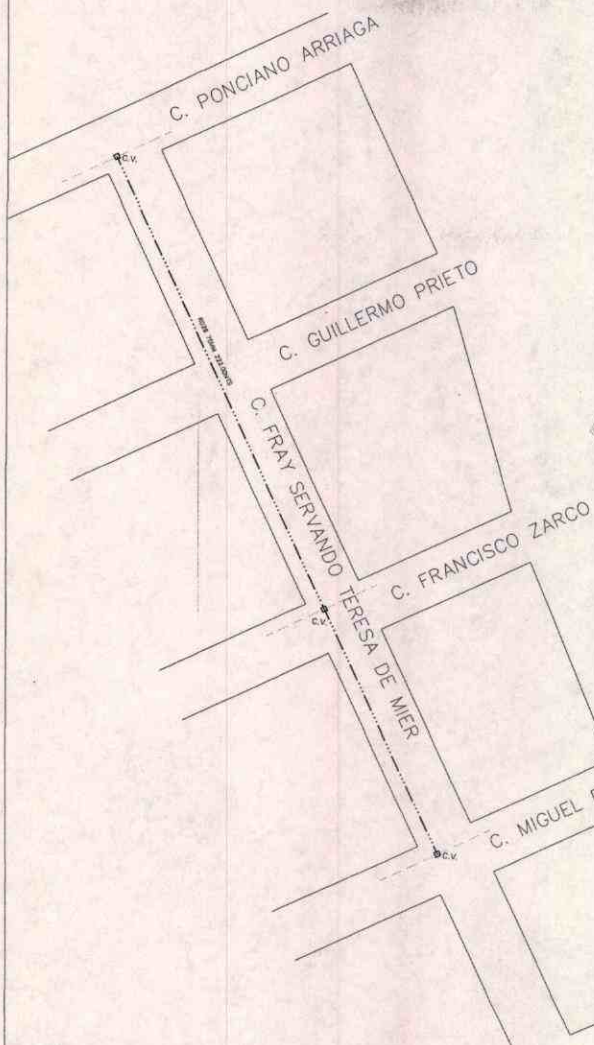 C. PONCIANO ARRIAGA
C.V.
C. GUILLERMO PRIETO
C. FRAY SERVANDO TERESA DE MIER
C. FRANCISCO ZARCO
C.V.
C. MIGUEL
C.V.